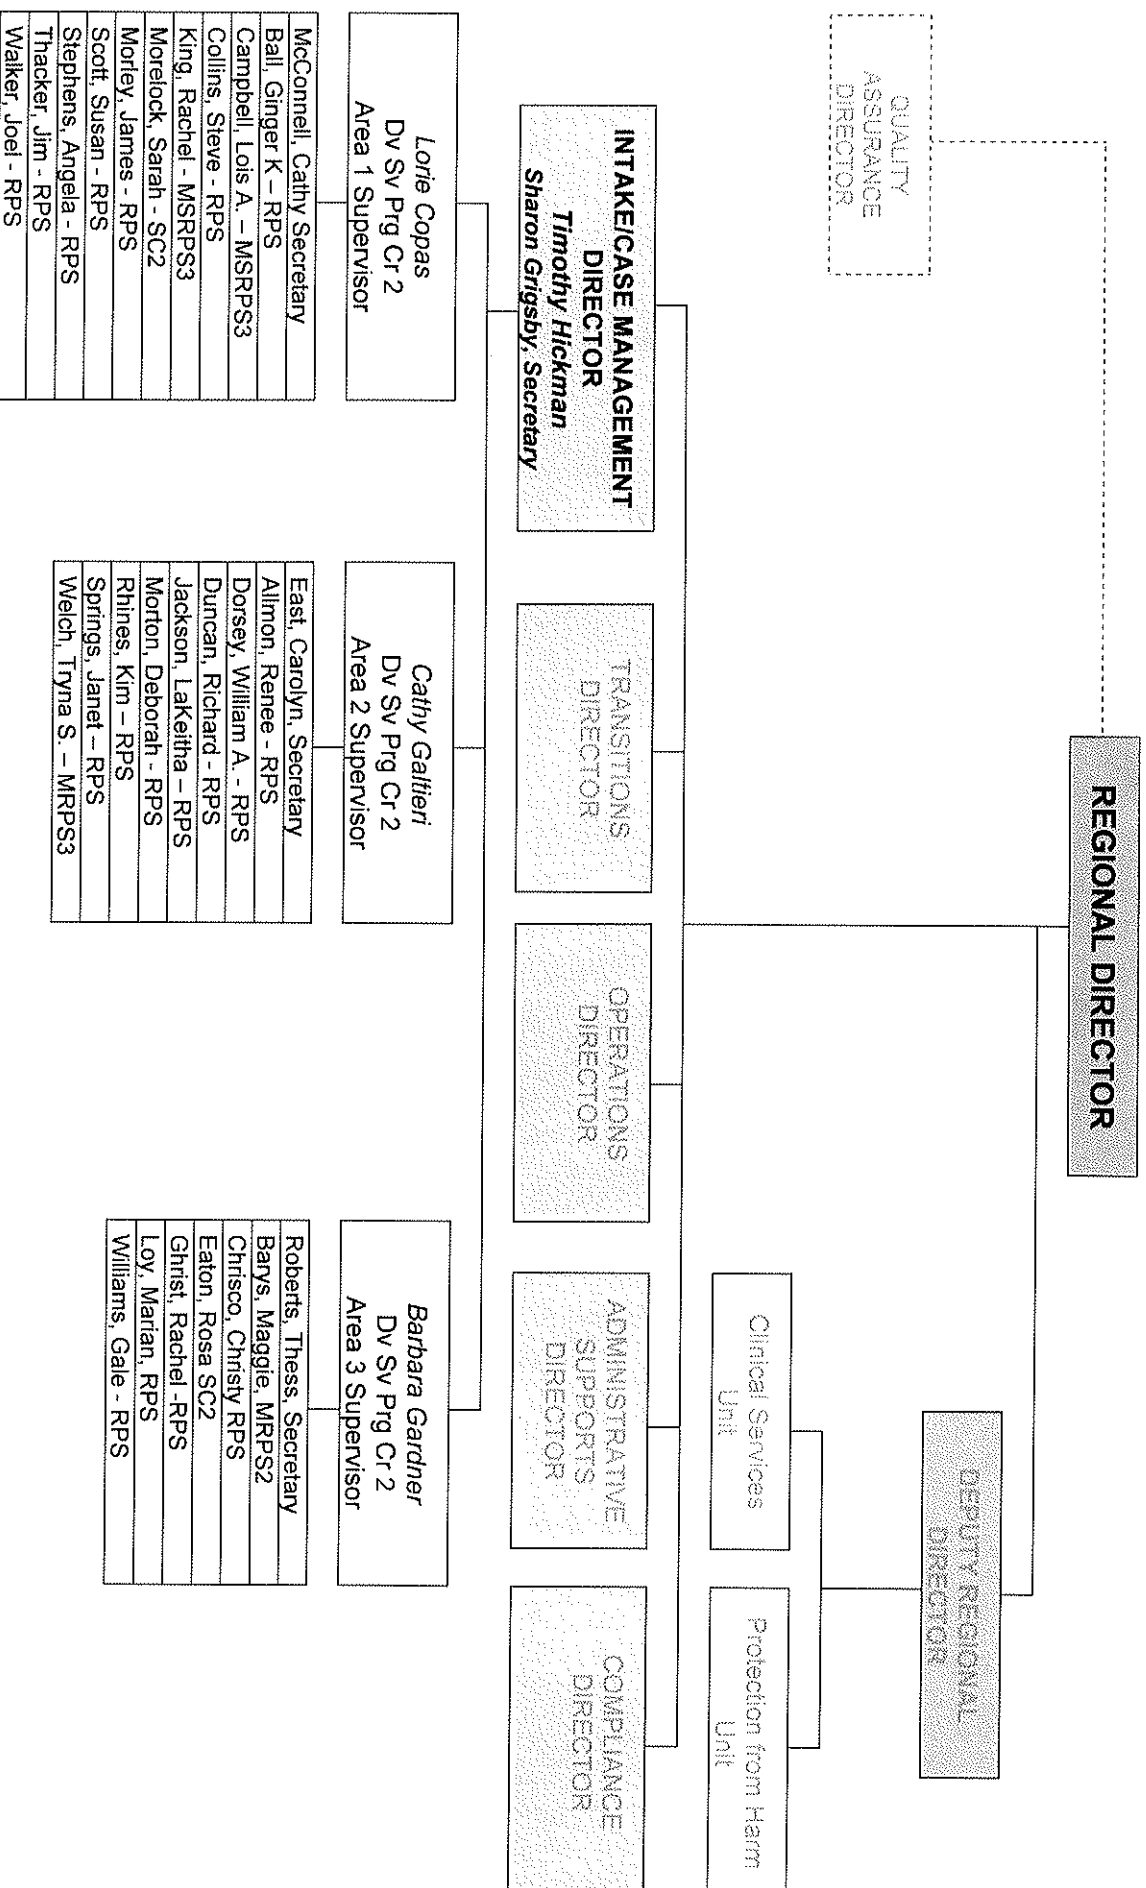 REGIONAL DIRECTOR
QUALITY
ASSURANCE
DIRECTOR
DEPUTY REGIONAL
DIRECTOR
Clinical Services
Unit
Protection from Harm
Unit
INTAKE/CASE MANAGEMENT
DIRECTOR
Timothy Hickman
Sharon Grigsby, Secretary
TRANSITIONS
DIRECTOR
OPERATIONS
DIRECTOR
ADMINISTRATIVE
SUPPORTS
DIRECTOR
COMPLIANCE
DIRECTOR
Lorie Copas
Dv Sv Prg Cr 2
Area 1 Supervisor
McConnell, Cathy Secretary
Ball, Ginger K – RPS
Campbell, Lois A. – MSRPS3
Collins, Steve - RPS
King, Rachel - MSRPS3
Morelock, Sarah - SC2
Morley, James - RPS
Scott, Susan - RPS
Stephens, Angela - RPS
Thacker, Jim - RPS
Walker, Joel - RPS
Cathy Galtieri
Dv Sv Prg Cr 2
Area 2 Supervisor
East, Carolyn, Secretary
Allmon, Renee - RPS
Dorsey, William A. - RPS
Duncan, Richard - RPS
Jackson, LaKeitha – RPS
Morton, Deborah - RPS
Rhines, Kim – RPS
Springs, Janet – RPS
Welch, Tryna S. – MRPS3
Barbara Gardner
Dv Sv Prg Cr 2
Area 3 Supervisor
Roberts, Thess, Secretary
Barys, Maggie, MRPS2
Chrisco, Christy RPS
Eaton, Rosa SC2
Ghrist, Rachel -RPS
Loy, Marian, RPS
Williams, Gale - RPS